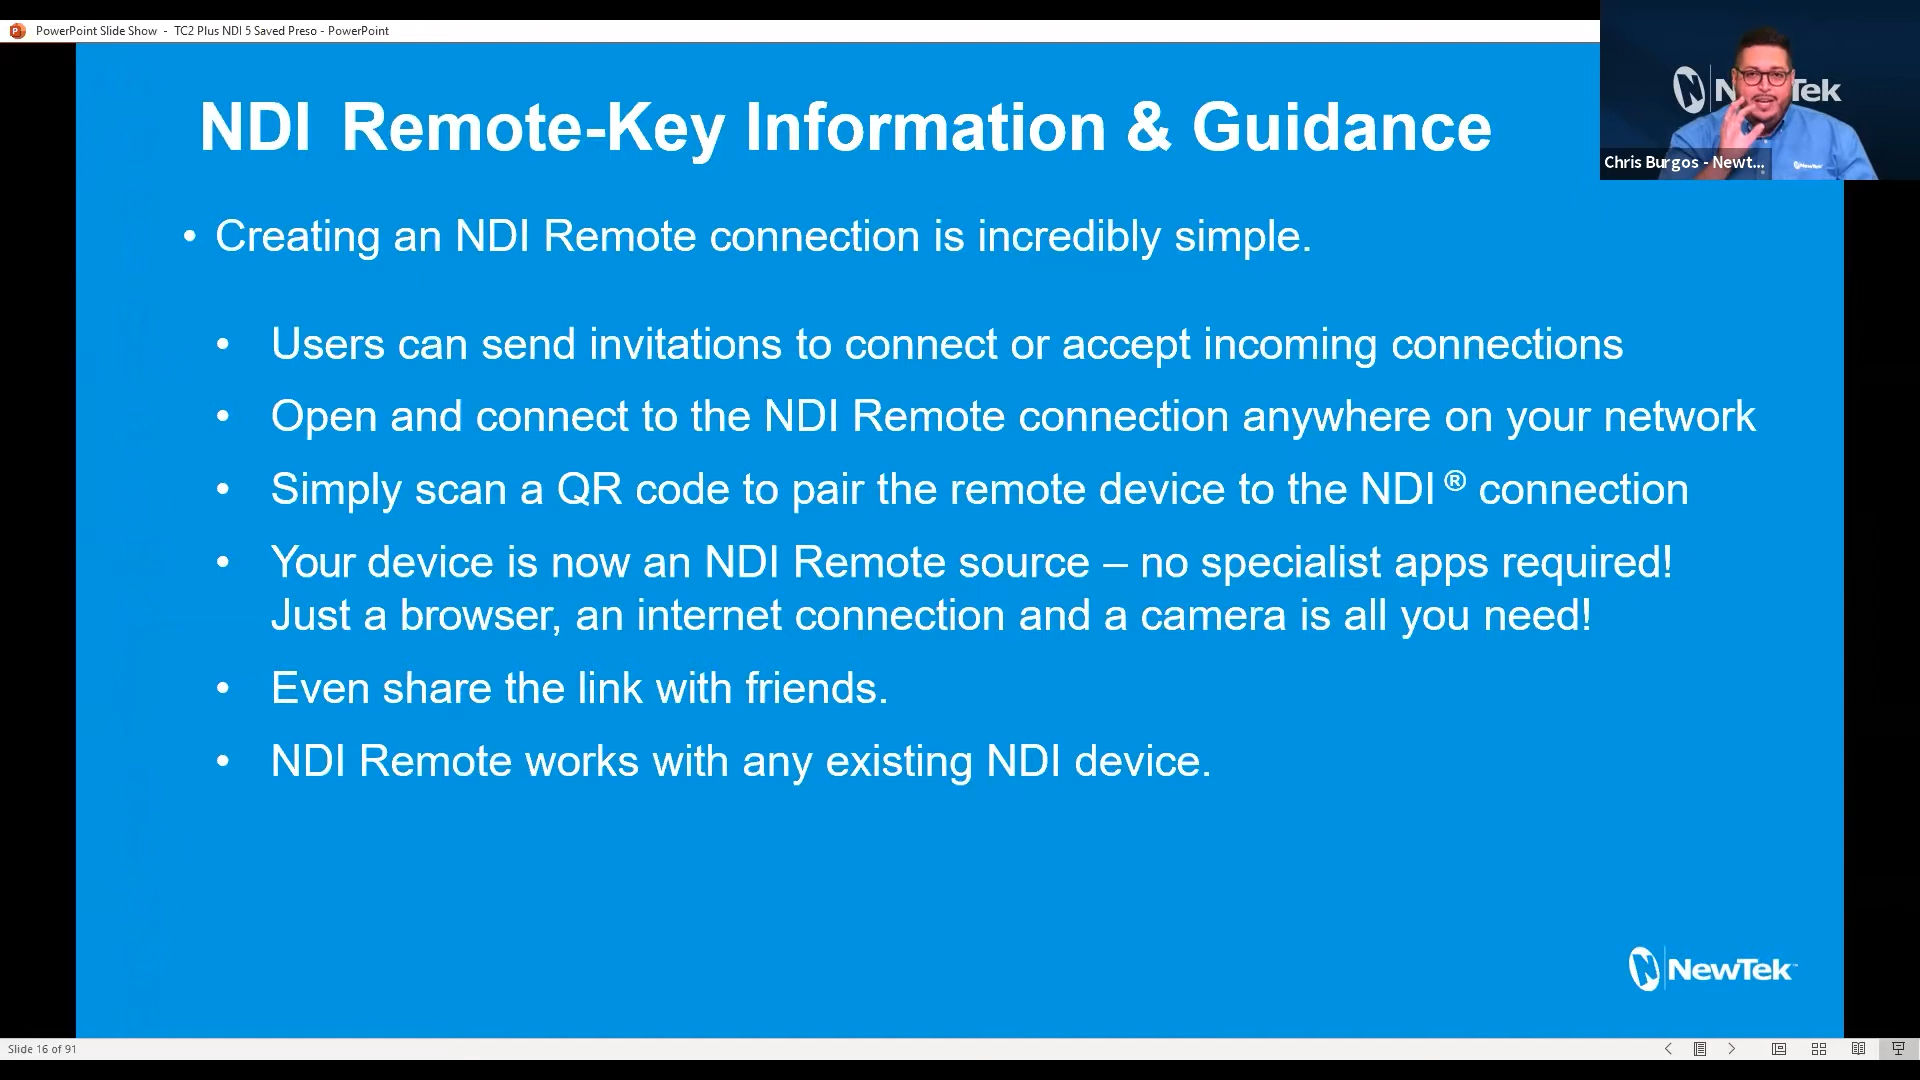 PowerPoint Slide Show - TC2 Plus NDI 5 Saved Preso - PowerPoint
NewTek
Chris Burgos - Newt...
NewTek
NDI Remote-Key Information & Guidance
• Creating an NDI Remote connection is incredibly simple.
• Users can send invitations to connect or accept incoming connections
• Open and connect to the NDI Remote connection anywhere on your network
• Simply scan a QR code to pair the remote device to the NDI ® connection
• Your device is now an NDI Remote source – no specialist apps required!
Just a browser, an internet connection and a camera is all you need!
• Even share the link with friends.
• NDI Remote works with any existing NDI device.
NewTek™
Slide 16 of 91